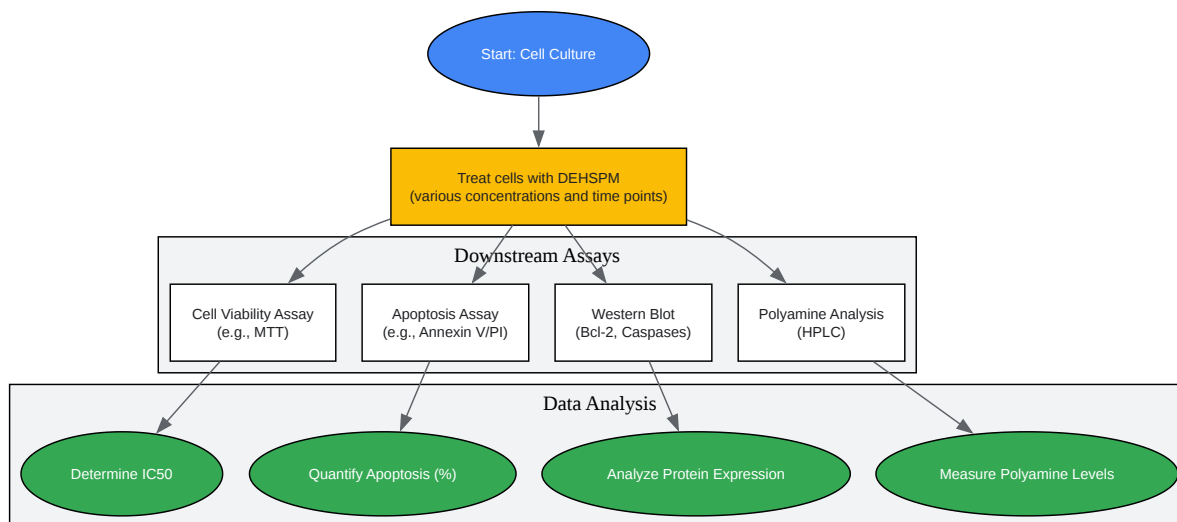 Start: Cell Culture
Treat cells with DEHSPM
(various concentrations and time points)
Downstream Assays
Cell Viability Assay
(e.g., MTT)
Apoptosis Assay
(e.g., Annexin V/PI)
Western Blot
(Bcl-2, Caspases)
Polyamine Analysis
(HPLC)
Data Analysis
Determine IC50
Quantify Apoptosis (%)
Analyze Protein Expression
Measure Polyamine Levels